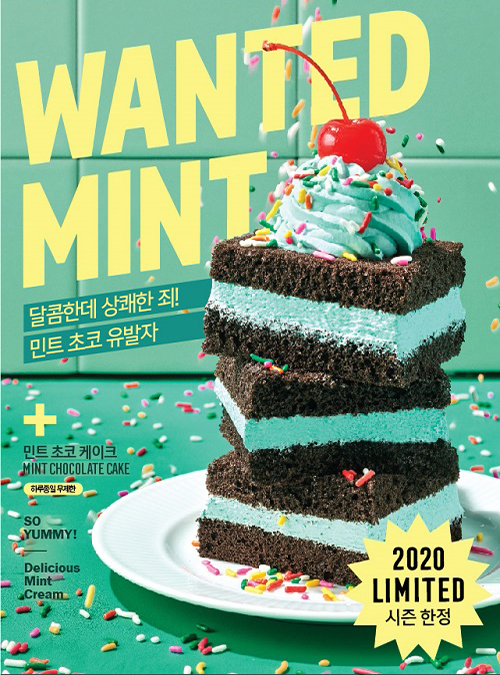 WANTED
MINT
달콤한데 상쾌한 죄!
민트 초코 유발자
+
민트 초코 케이크
MINT CHOCOLATE CAKE
하루종일 무제한
SO
YUMMY!
Delicious
Mint
Cream
2020
LIMITED
시즌 한정